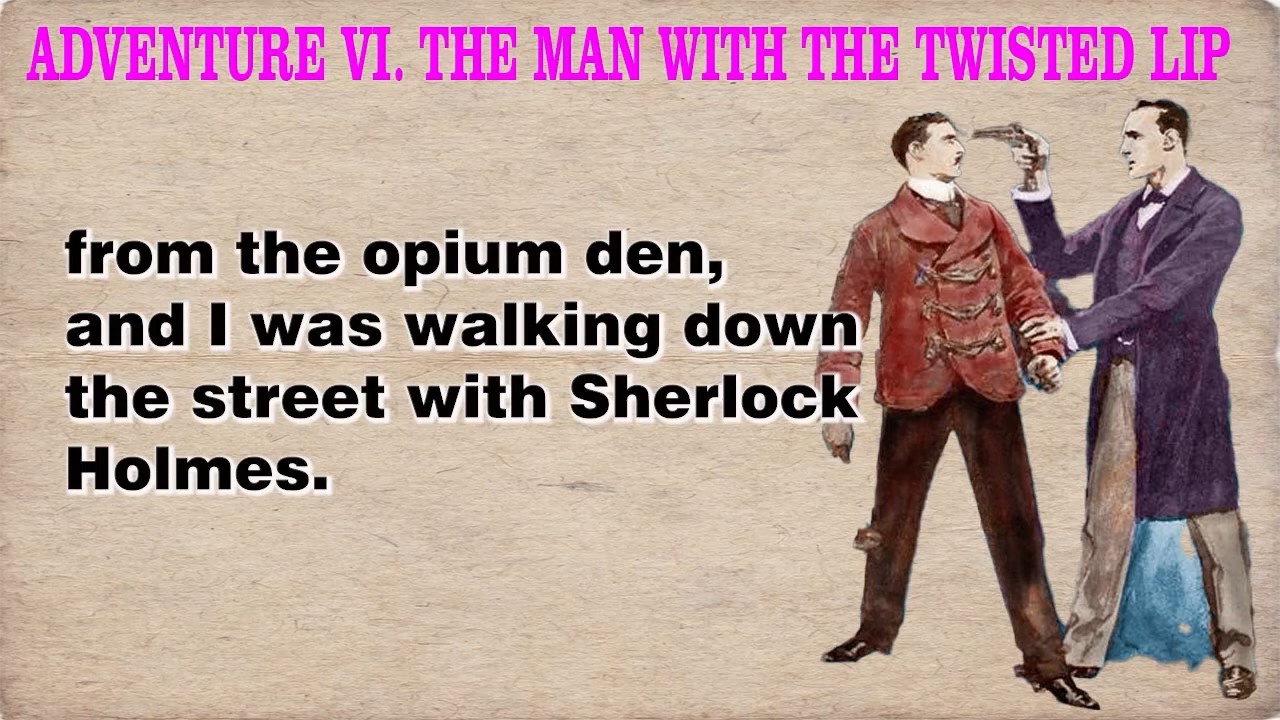 ADVENTURE VI. THE MAN WITH THE TWISTED LIP
from the opium den,
and I was walking down
the street with Sherlock
Holmes.